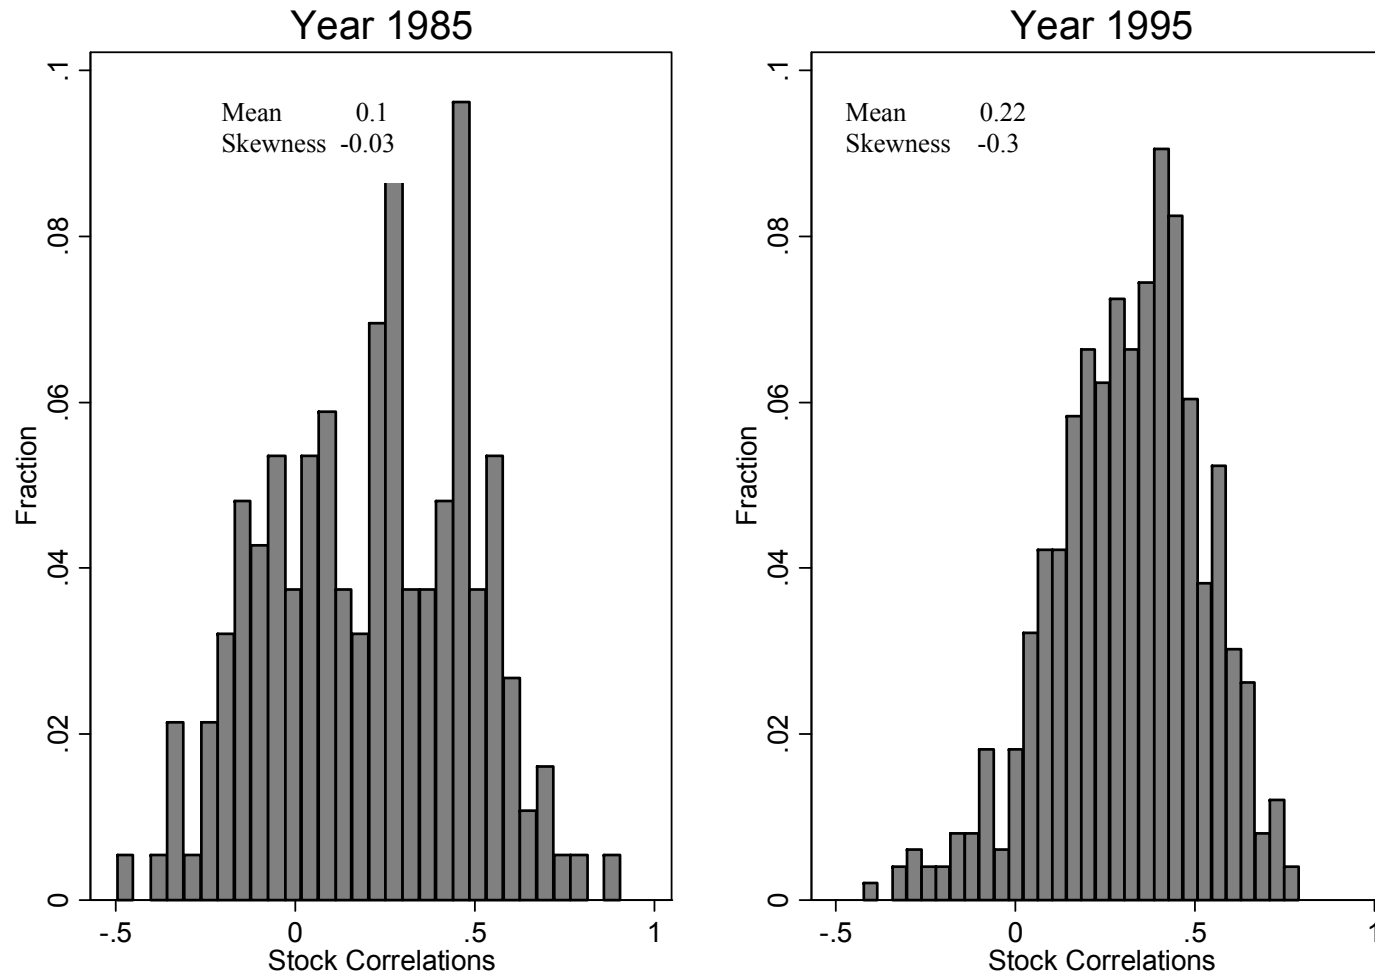 Year 1985
.1
.08
.06
.04
.02
0
Fraction
Mean 0.1
Skewness -0.03
-.5 0 .5 1
Stock Correlations
Year 1995
.1
.08
.06
.04
.02
0
Fraction
Mean 0.22
Skewness -0.3
-.5 0 .5 1
Stock Correlations